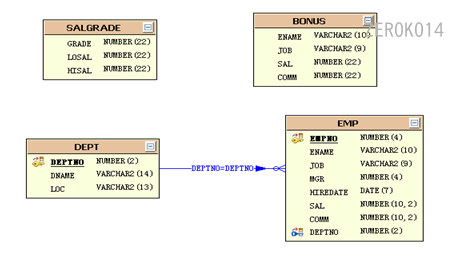 SALGRADE
GRADE NUMBER(22)
LOSAL NUMBER(22)
HISAL NUMBER(22)
BONUS
ENAME VARCHAR2(10)
JOB VARCHAR2(9)
SAL NUMBER(22)
COMM NUMBER(22)
ZEROK014
DEPT
DEPTNO NUMBER(2)
DNAME VARCHAR2(14)
LOC VARCHAR2(13)
DEPTNO=DEPTNO
EMP
EMPNO NUMBER(4)
ENAME VARCHAR2(10)
JOB VARCHAR2(9)
MGR NUMBER(4)
HIREDATE DATE(7)
SAL NUMBER(10,2)
COMM NUMBER(10,2)
DEPTNO NUMBER(2)